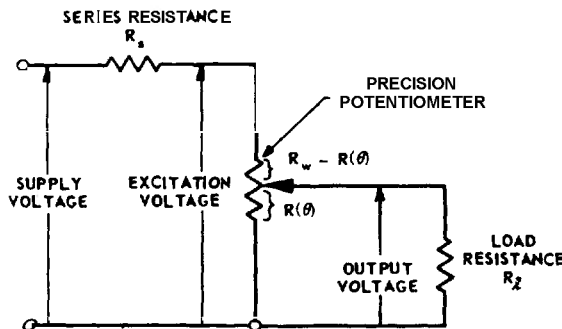 SERIES RESISTANCE
R_s
PRECISION
POTENTIOMETER
R_w – R(θ)
SUPPLY
VOLTAGE
EXCITATION
VOLTAGE
R(θ)
OUTPUT
VOLTAGE
LOAD
RESISTANCE
R_ℓ